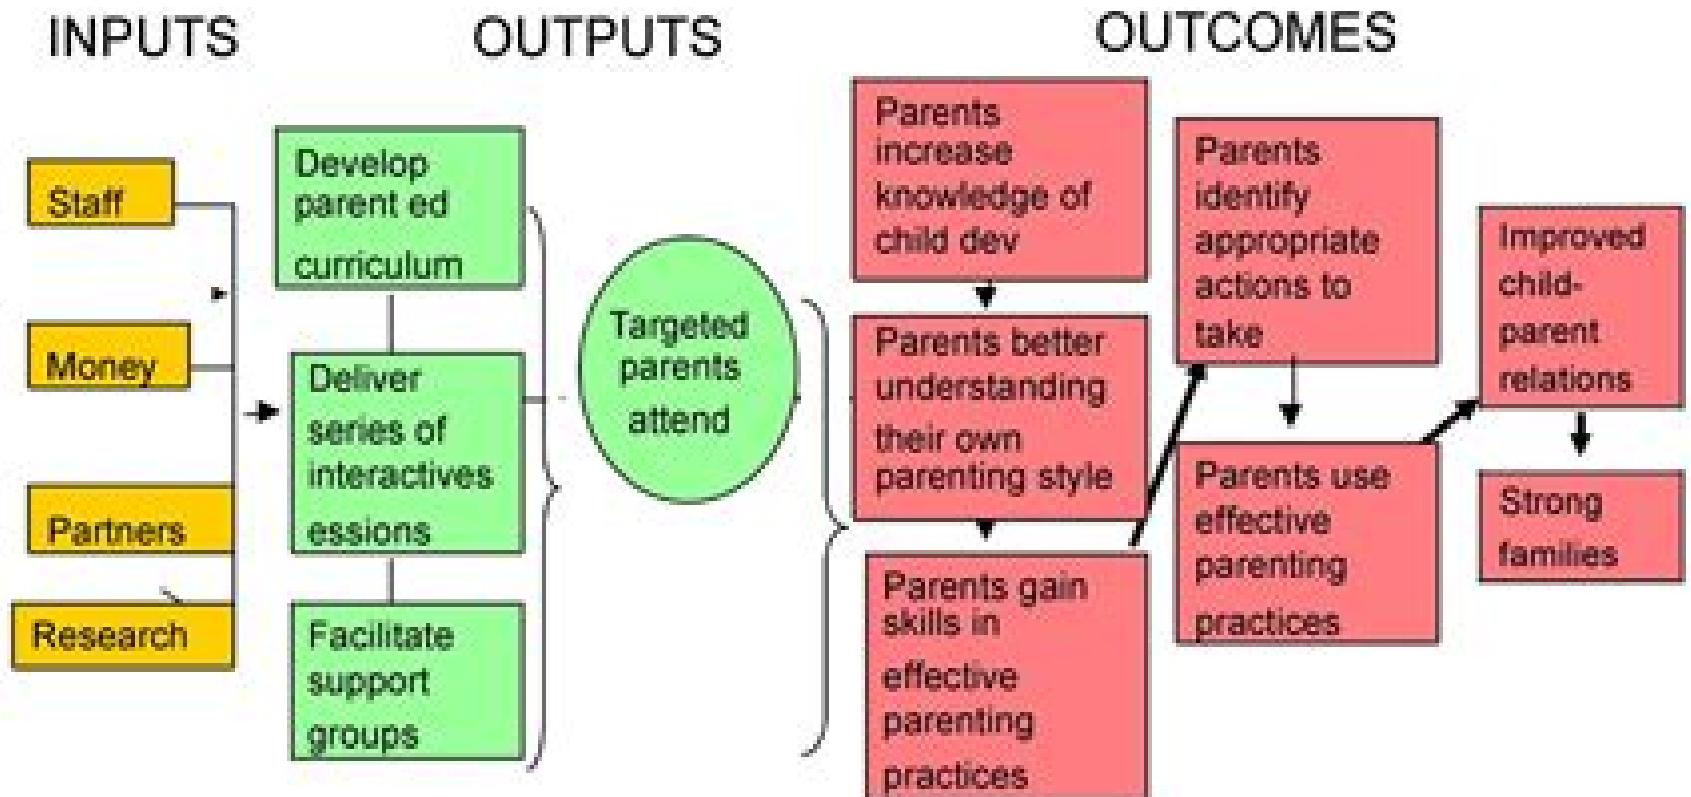 INPUTS
OUTPUTS
OUTCOMES
Staff
Money
Partners
Research
Develop
parent ed
curriculum
Deliver
series of
interactives
essions
Facilitate
support
groups
Targeted
parents
attend
Parents
increase
knowledge of
child dev
Parents better
understanding
their own
parenting style
Parents gain
skills in
effective
parenting
practices
Parents
identify
appropriate
actions to
take
Parents use
effective
parenting
practices
Improved
child-
parent
relations
Strong
families